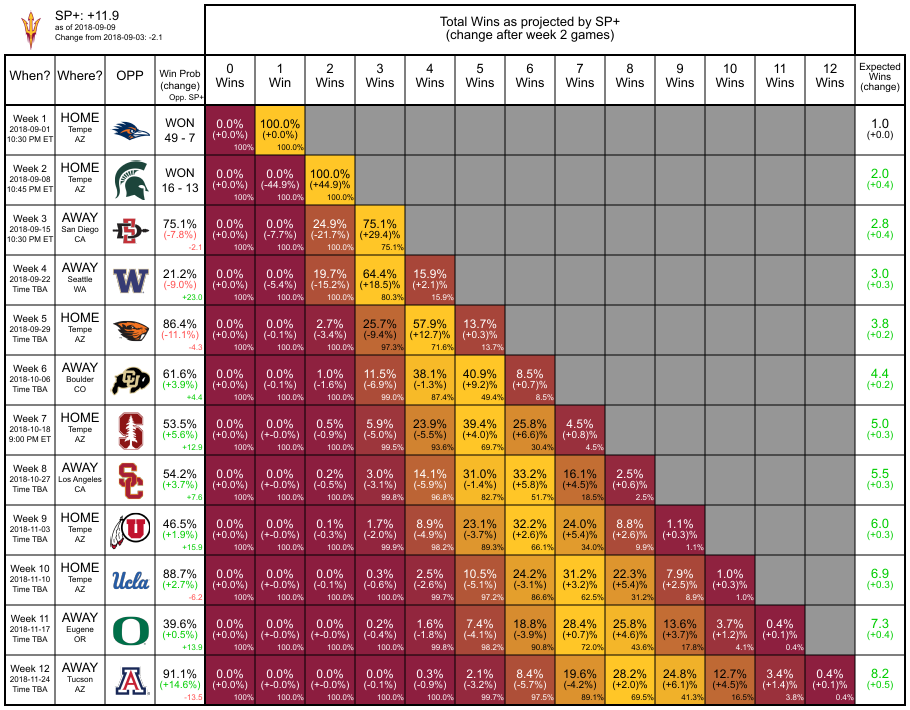 SP+: +11.9
as of 2018-09-09
Change from 2018-09-03: -2.1
Total Wins as projected by SP+
(change after week 2 games)
When? Where? OPP Win Prob (change) Opp. SP+ 0 Wins 1 Win 2 Wins 3 Wins 4 Wins 5 Wins 6 Wins 7 Wins 8 Wins 9 Wins 10 Wins 11 Wins 12 Wins Expected Wins (change)
Week 1 HOME WON 0.0% 100.0% 1.0
2018-09-01 Tempe 49 - 7 (+0.0%) (+0.0)% (+0.0)
10:30 PM ET AZ 100% 100.0%
Week 2 HOME WON 0.0% 0.0% 100.0% 2.0
2018-09-08 Tempe 16 - 13 (+0.0%) (-44.9%) (+44.9)% (+0.4)
10:45 PM ET AZ 100% 100.0% 100.0%
Week 3 AWAY 75.1% 0.0% 0.0% 24.9% 75.1% 2.8
2018-09-15 San Diego (-7.8%) (+0.0%) (-7.7%) (-21.7%) (+29.4)% (+0.4)
10:30 PM ET CA -2.1 100% 100.0% 100.0% 75.1%
Week 4 AWAY W 21.2% 0.0% 0.0% 19.7% 64.4% 15.9% 3.0
2018-09-22 Seattle (-9.0%) (+0.0%) (-5.4%) (-15.2%) (+18.5)% (+2.1)% (+0.3)
Time TBA WA +23.0 100% 100.0% 100.0% 80.3% 15.9%
Week 5 HOME 86.4% 0.0% 0.0% 2.7% 25.7% 57.9% 13.7% 3.8
2018-09-29 Tempe (-11.1%) (+0.0%) (-0.1%) (-3.4%) (-9.4%) (+12.7)% (+0.3)% (+0.2)
Time TBA AZ -4.3 100% 100.0% 100.0% 97.3% 71.6% 13.7%
Week 6 AWAY CU 61.6% 0.0% 0.0% 1.0% 11.5% 38.1% 40.9% 8.5% 4.4
2018-10-06 Boulder (+3.9%) (+0.0%) (-0.1%) (-1.6%) (-6.9%) (-1.3%) (+9.2)% (+0.7)% (+0.2)
Time TBA CO +4.4 100% 100.0% 100.0% 99.0% 87.4% 49.4% 8.5%
Week 7 HOME S 53.5% 0.0% 0.0% 0.5% 5.9% 23.9% 39.4% 25.8% 4.5% 5.0
2018-10-18 Tempe (+5.6%) (+0.0%) (+-0.0%) (-0.9%) (-5.0%) (-5.5%) (+4.0)% (+6.6)% (+0.8)% (+0.3)
9:00 PM ET AZ +12.9 100% 100.0% 100.0% 99.5% 93.6% 69.7% 30.4% 4.5%
Week 8 AWAY SC 54.2% 0.0% 0.0% 0.2% 3.0% 14.1% 31.0% 33.2% 16.1% 2.5% 5.5
2018-10-27 Los Angeles (+3.7%) (+0.0%) (+-0.0%) (-0.5%) (-3.1%) (-5.9%) (-1.4%) (+5.8)% (+4.5)% (+0.6)% (+0.3)
Time TBA CA +7.6 100% 100.0% 100.0% 99.8% 96.8% 82.7% 51.7% 18.5% 2.5%
Week 9 HOME U 46.5% 0.0% 0.0% 0.1% 1.7% 8.9% 23.1% 32.2% 24.0% 8.8% 1.1% 6.0
2018-11-03 Tempe (+1.9%) (+0.0%) (+-0.0%) (-0.3%) (-2.0%) (-4.9%) (-3.7%) (+2.6)% (+5.4)% (+2.6)% (+0.3)% (+0.3)
Time TBA AZ +15.9 100% 100.0% 100.0% 99.9% 98.2% 89.3% 66.1% 34.0% 9.9% 1.1%
Week 10 HOME Ucla 88.7% 0.0% 0.0% 0.0% 0.3% 2.5% 10.5% 24.2% 31.2% 22.3% 7.9% 1.0% 6.9
2018-11-10 Tempe (+2.7%) (+0.0%) (+-0.0%) (-0.1%) (-0.6%) (-2.6%) (-5.1%) (-3.1%) (+3.2)% (+5.4)% (+2.5)% (+0.3)% (+0.3)
Time TBA AZ -6.2 100% 100.0% 100.0% 100.0% 99.7% 97.2% 86.6% 62.5% 31.2% 8.9% 1.0%
Week 11 AWAY O 39.6% 0.0% 0.0% 0.0% 0.2% 1.6% 7.4% 18.8% 28.4% 25.8% 13.6% 3.7% 0.4% 7.3
2018-11-17 Eugene (+0.5%) (+0.0%) (+-0.0%) (+-0.0%) (-0.4%) (-1.8%) (-4.1%) (-3.9%) (+0.7)% (+4.6)% (+3.7)% (+1.2)% (+0.1)% (+0.4)
Time TBA OR +13.9 100% 100.0% 100.0% 100.0% 99.8% 98.2% 90.8% 72.0% 43.6% 17.8% 4.1% 0.4%
Week 12 AWAY A 91.1% 0.0% 0.0% 0.0% 0.0% 0.3% 2.1% 8.4% 19.6% 28.2% 24.8% 12.7% 3.4% 0.4% 8.2
2018-11-24 Tucson (+14.6%) (+0.0%) (+-0.0%) (+-0.0%) (-0.1%) (-0.9%) (-3.2%) (-5.7%) (-4.2%) (+2.0)% (+6.1)% (+4.5)% (+1.4)% (+0.1)% (+0.5)
Time TBA AZ -13.5 100% 100.0% 100.0% 100.0% 100.0% 99.7% 97.5% 89.1% 69.5% 41.3% 16.5% 3.8% 0.4%